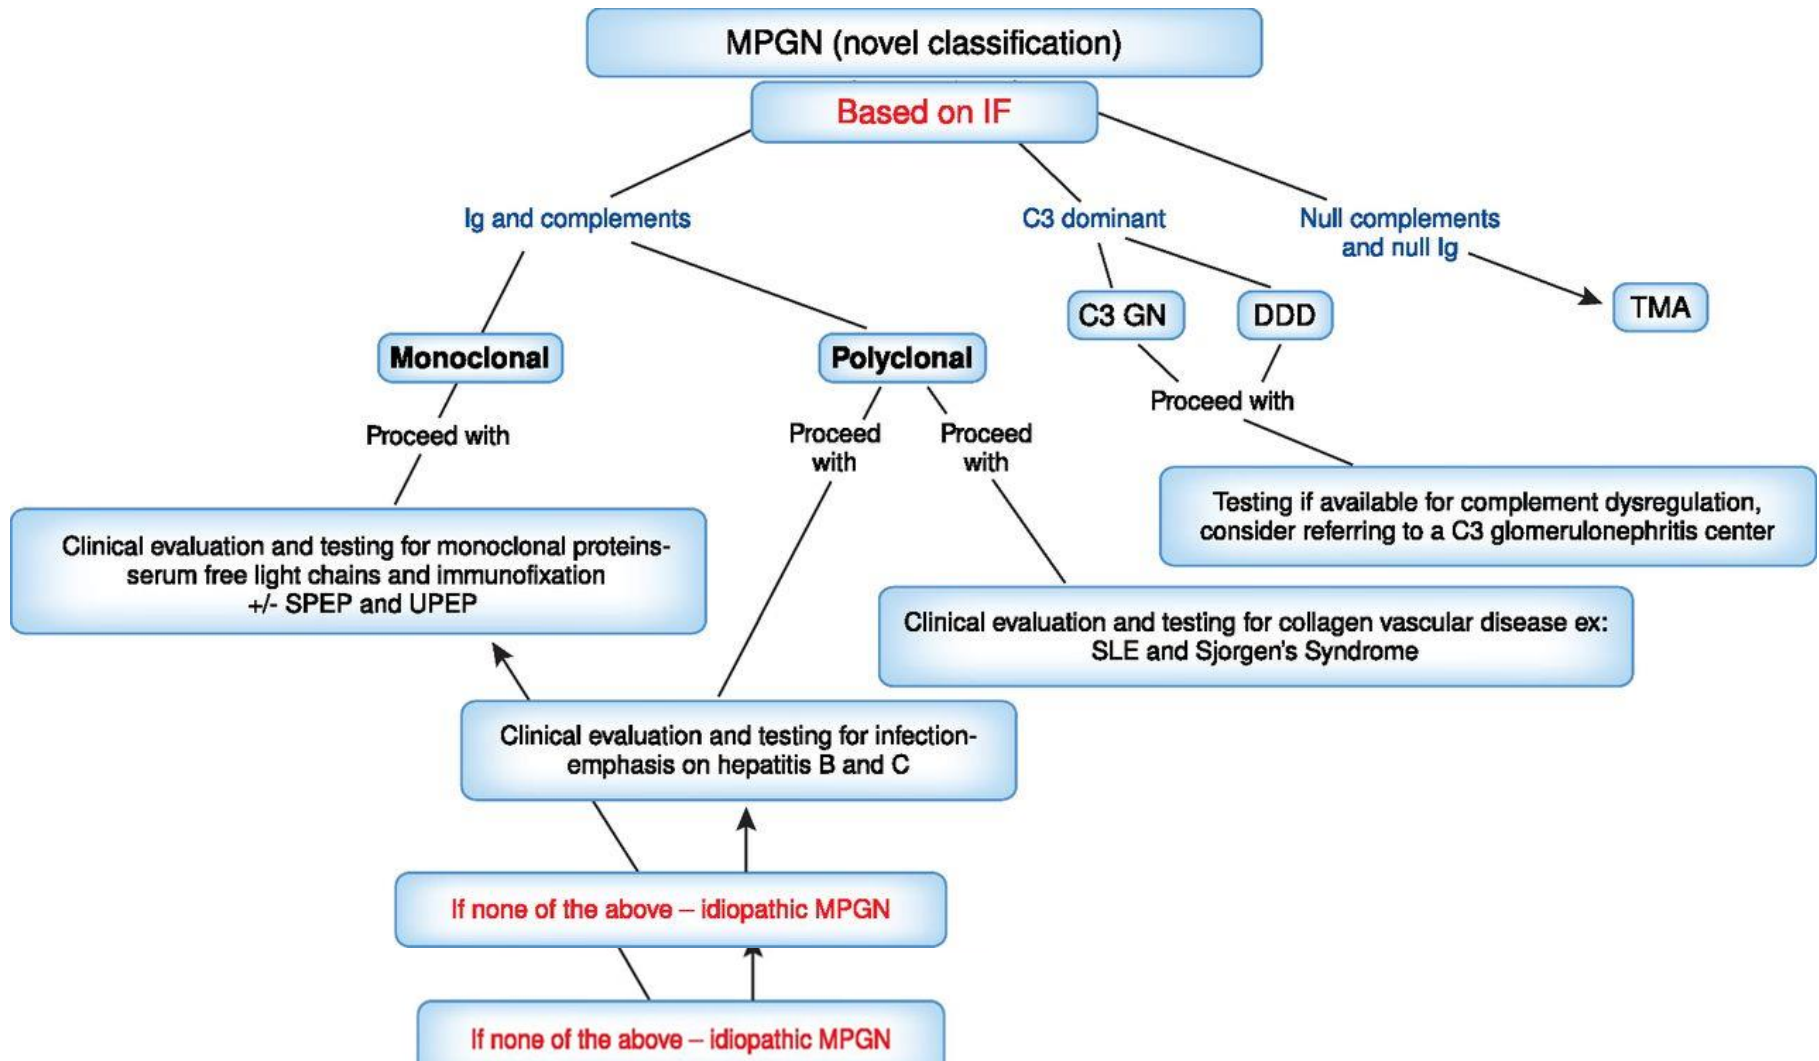 MPGN (novel classification)
Based on IF
Ig and complements
C3 dominant
Null complements
and null Ig
C3 GN
DDD
TMA
Monoclonal
Polyclonal
Proceed with
Proceed
with
Proceed
with
Proceed with
Testing if available for complement dysregulation,
consider referring to a C3 glomerulonephritis center
Clinical evaluation and testing for monoclonal proteins-
serum free light chains and immunofixation
+/- SPEP and UPEP
Clinical evaluation and testing for collagen vascular disease ex:
SLE and Sjorgen's Syndrome
Clinical evaluation and testing for infection-
emphasis on hepatitis B and C
If none of the above – idiopathic MPGN
If none of the above – idiopathic MPGN